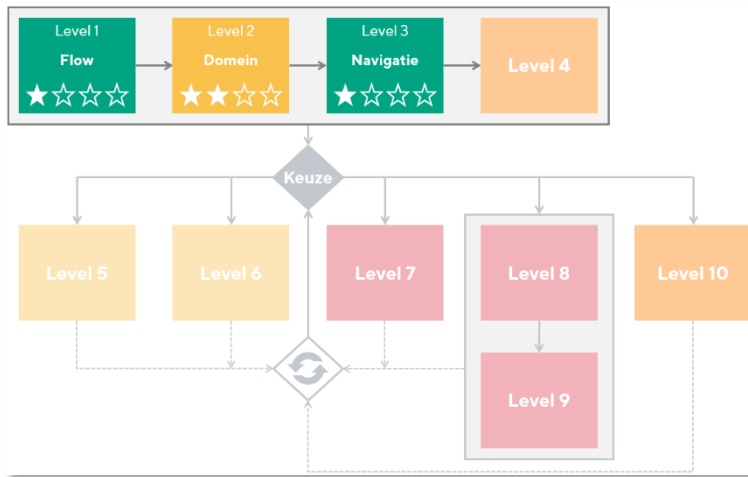 Level 1
Flow
Level 2
Domein
Level 3
Navigatie
Level 4
Keuze
Level 5
Level 6
Level 7
Level 8
Level 10
Level 9